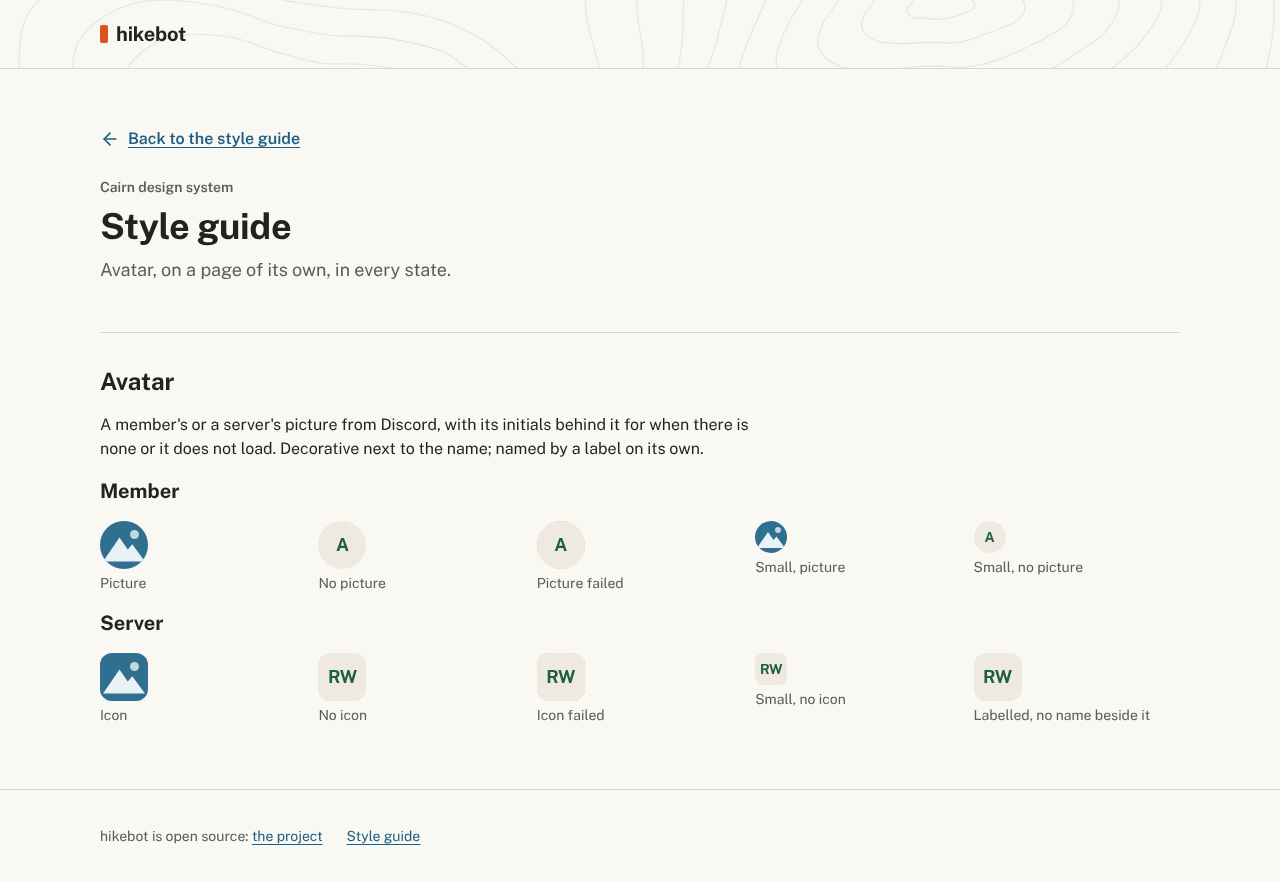 hikebot
Back to the style guide
Cairn design system
Style guide
Avatar, on a page of its own, in every state.
Avatar
A member's or a server's picture from Discord, with its initials behind it for when there is
none or it does not load. Decorative next to the name; named by a label on its own.
Member
A A A
Picture No picture Picture failed Small, picture Small, no picture
Server
RW RW RW RW
Icon No icon Icon failed Small, no icon Labelled, no name beside it
hikebot is open source: the project Style guide